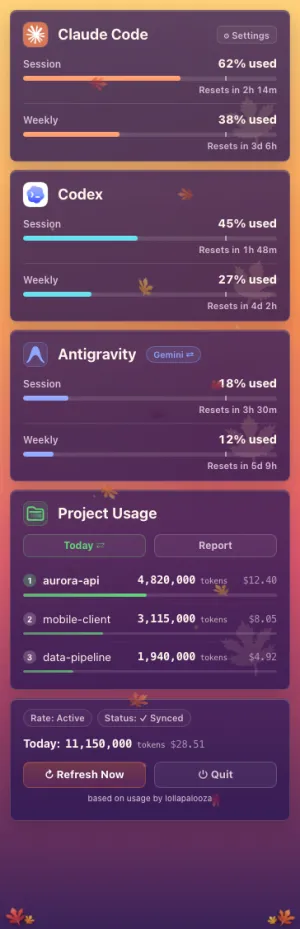 Claude Code
Settings
Session 62% used
Resets in 2h 14m
Weekly 38% used
Resets in 3d 6h
Codex
Session 45% used
Resets in 1h 48m
Weekly 27% used
Resets in 4d 2h
Antigravity Gemini ⇄
Session 18% used
Resets in 3h 30m
Weekly 12% used
Resets in 5d 9h
Project Usage
Today ⇄ Report
1 aurora-api 4,820,000 tokens $12.40
2 mobile-client 3,115,000 tokens $8.05
3 data-pipeline 1,940,000 tokens $4.92
Rate: Active Status: ✓ Synced
Today: 11,150,000 tokens $28.51
↻ Refresh Now ⏻ Quit
based on usage by lollapalooza